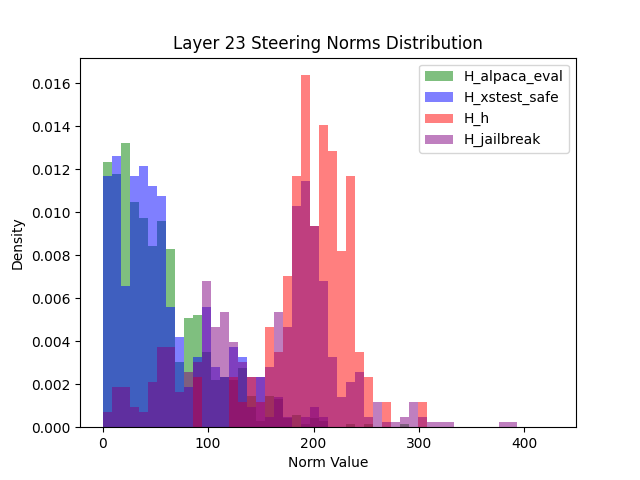 Layer 23 Steering Norms Distribution
H_alpaca_eval
H_xstest_safe
H_h
H_jailbreak
0.016
0.014
0.012
0.010
0.008
0.006
0.004
0.002
0.000
Density
0 100 200 300 400
Norm Value